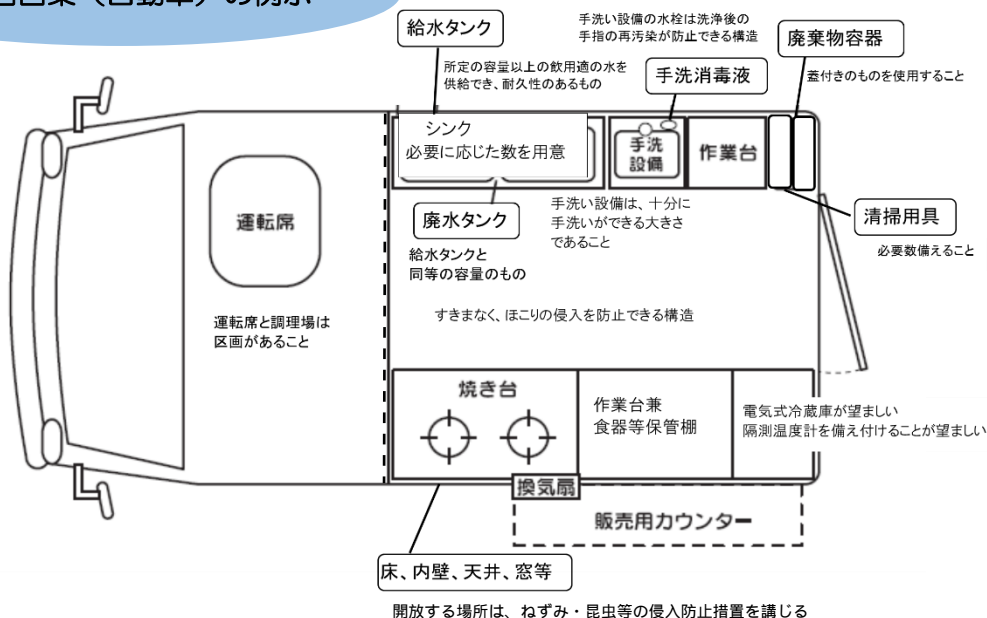 営業（自動車）の例示
給水タンク
所定の容量以上の飲用適の水を
供給でき、耐久性のあるもの
手洗い設備の水栓は洗浄後の
手指の再汚染が防止できる構造
手洗消毒液
廃棄物容器
蓋付きのものを使用すること
シンク
必要に応じた数を用意
手洗
設備
作業台
廃水タンク
給水タンクと
同等の容量のもの
手洗い設備は、十分に
手洗いができる大きさ
であること
清掃用具
必要数備えること
運転席
運転席と調理場は
区画があること
すきまなく、ほこりの侵入を防止できる構造
焼き台
作業台兼
食器等保管棚
電気式冷蔵庫が望ましい
隔測温度計を備え付けることが望ましい
換気扇
販売用カウンター
床、内壁、天井、窓等
開放する場所は、ねずみ・昆虫等の侵入防止措置を講じる